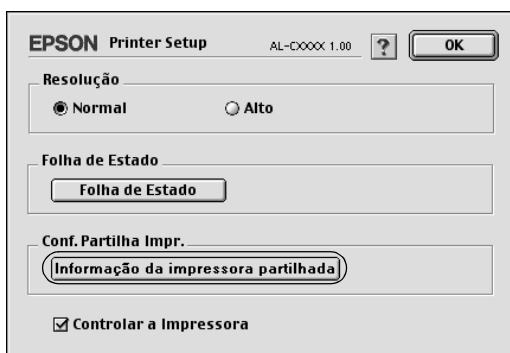 EPSON Printer Setup AL-CXXXX 1.00 ? OK
Resolução
Normal Alto
Folha de Estado
Folha de Estado
Conf. Partilha Impr.
Informação da impressora partilhada
Controlar a Impressora